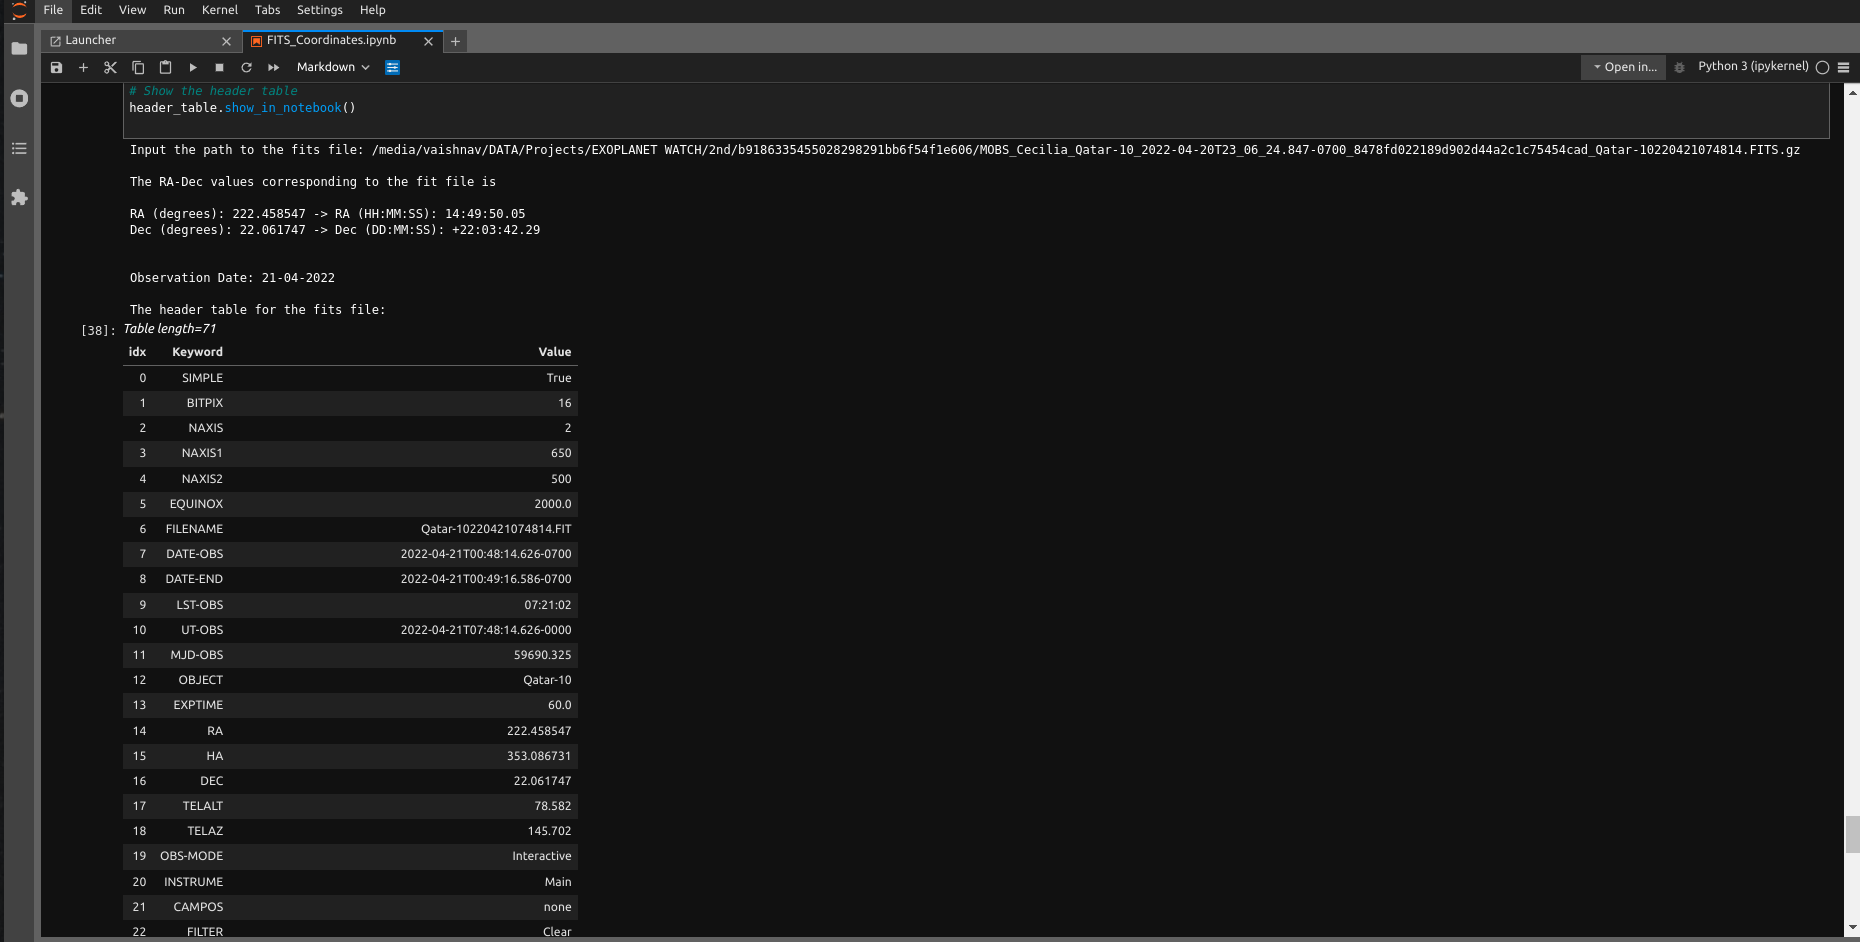 File Edit View Run Kernel Tabs Settings Help
Launcher
FITS_Coordinates.ipynb
Markdown
Open in...
Python 3 (ipykernel)
# Show the header table
header_table.show_in_notebook()
Input the path to the fits file: /media/vaishnav/DATA/Projects/EXOPLANET WATCH/2nd/b9186335455028298291bb6f54f1e606/MOBS_Cecilia_Qatar-10_2022-04-20T23_06_24.847-0700_8478fd022189d902d44a2c1c75454cad_Qatar-10220421074814.FITS.gz
The RA-Dec values corresponding to the fit file is
RA (degrees): 222.458547 -> RA (HH:MM:SS): 14:49:50.05
Dec (degrees): 22.061747 -> Dec (DD:MM:SS): +22:03:42.29
Observation Date: 21-04-2022
The header table for the fits file:
[38]: Table length=71
idx Keyword Value
0 SIMPLE True
1 BITPIX 16
2 NAXIS 2
3 NAXIS1 650
4 NAXIS2 500
5 EQUINOX 2000.0
6 FILENAME Qatar-10220421074814.FIT
7 DATE-OBS 2022-04-21T00:48:14.626-0700
8 DATE-END 2022-04-21T00:49:16.586-0700
9 LST-OBS 07:21:02
10 UT-OBS 2022-04-21T07:48:14.626-0000
11 MJD-OBS 59690.325
12 OBJECT Qatar-10
13 EXPTIME 60.0
14 RA 222.458547
15 HA 353.086731
16 DEC 22.061747
17 TELALT 78.582
18 TELAZ 145.702
19 OBS-MODE Interactive
20 INSTRUME Main
21 CAMPOS none
22 FILTER Clear